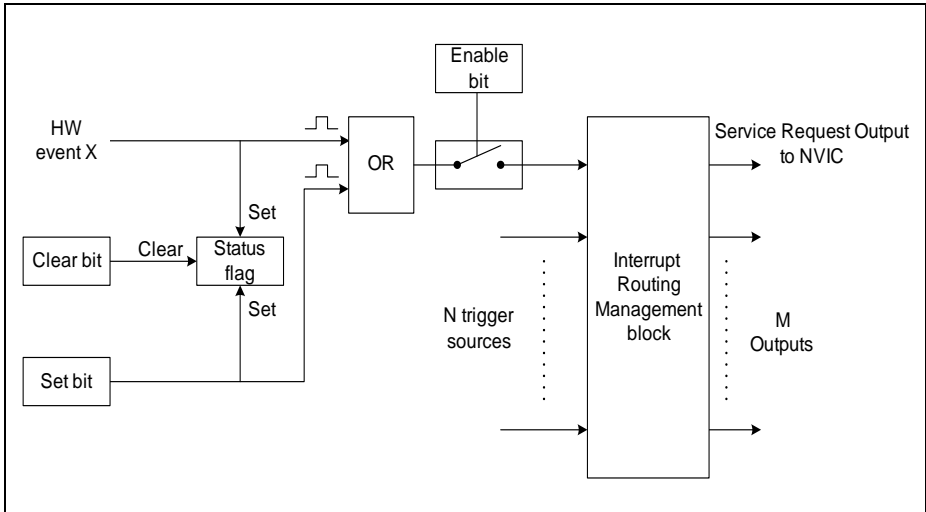 Enable
bit
HW
event X
OR
Service Request Output
to NVIC
Set
Clear bit
Clear
Status
flag
Set
Set bit
N trigger
sources
Interrupt
Routing
Management
block
M
Outputs